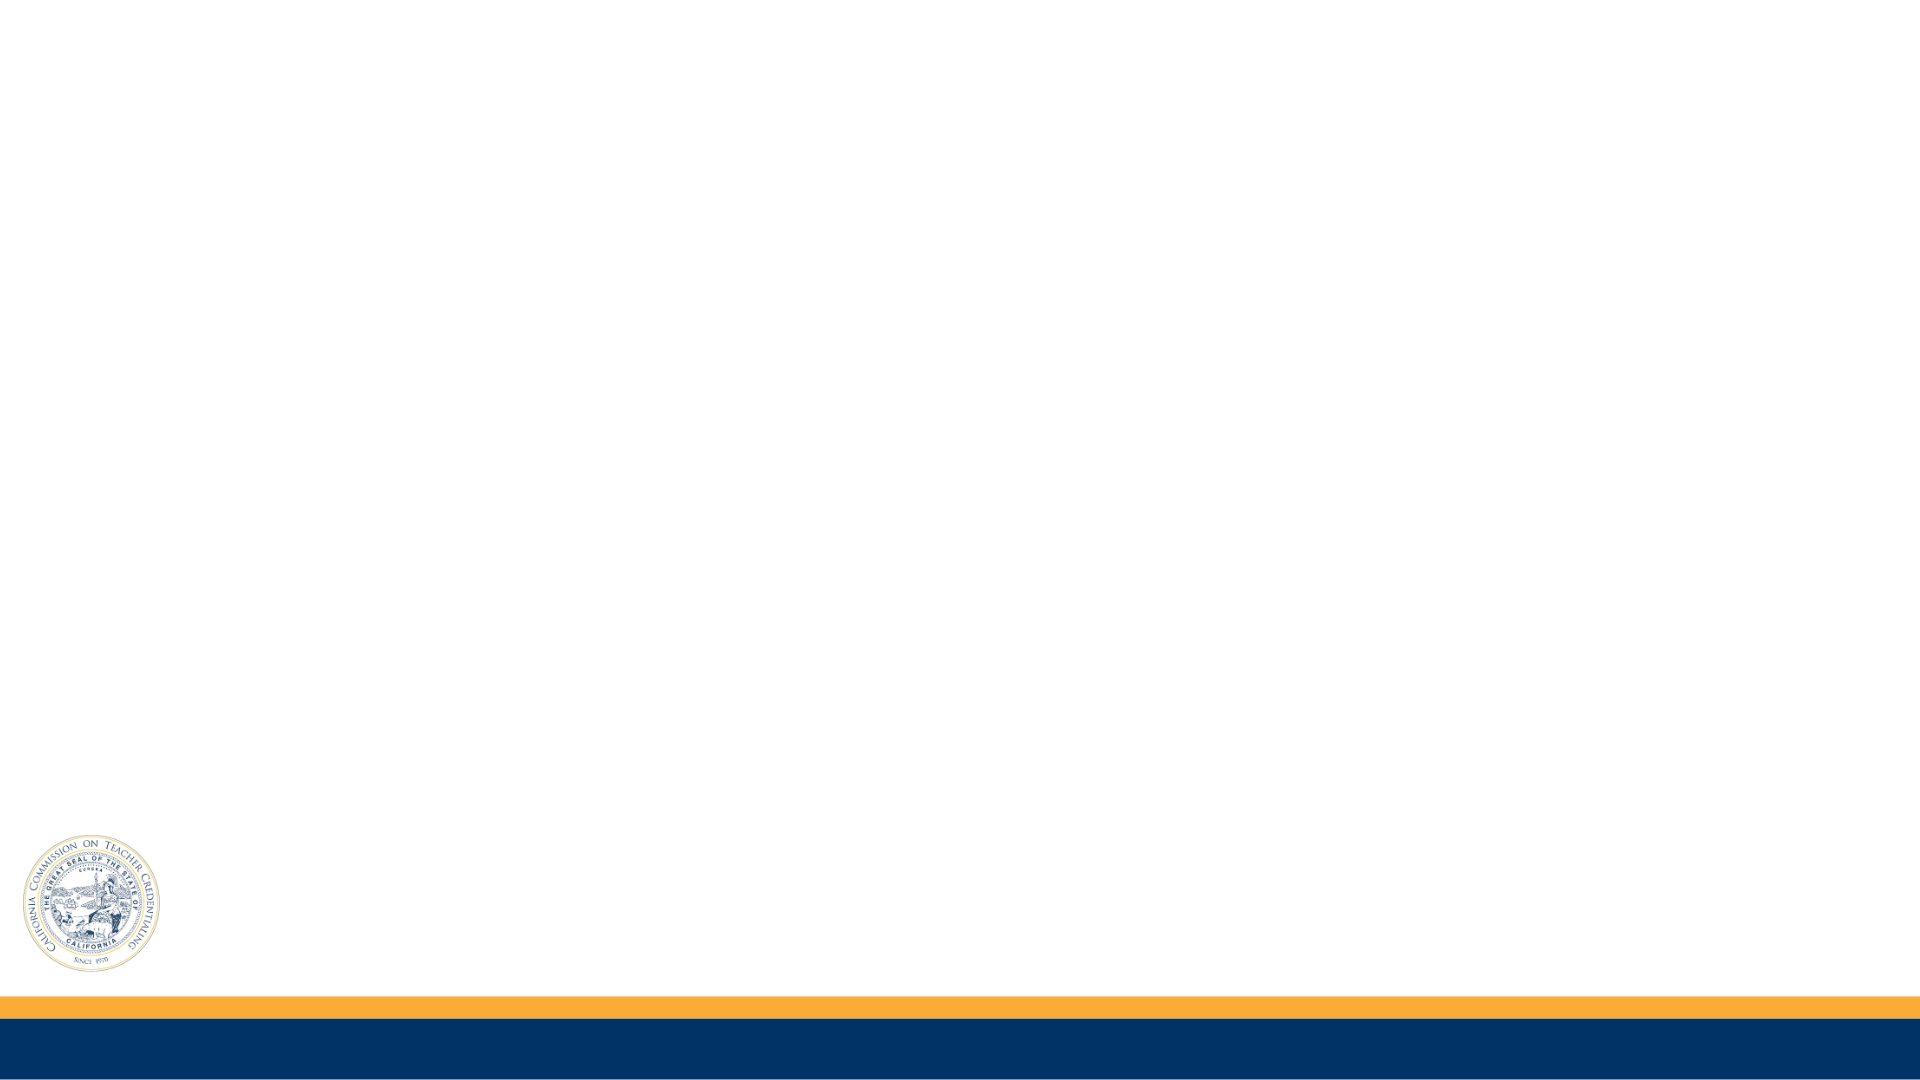 CALIFORNIA COMMISSION ON TEACHER CREDENTIALING
THE GREAT SEAL OF THE STATE OF CALIFORNIA
EUREKA
SINCE 1970